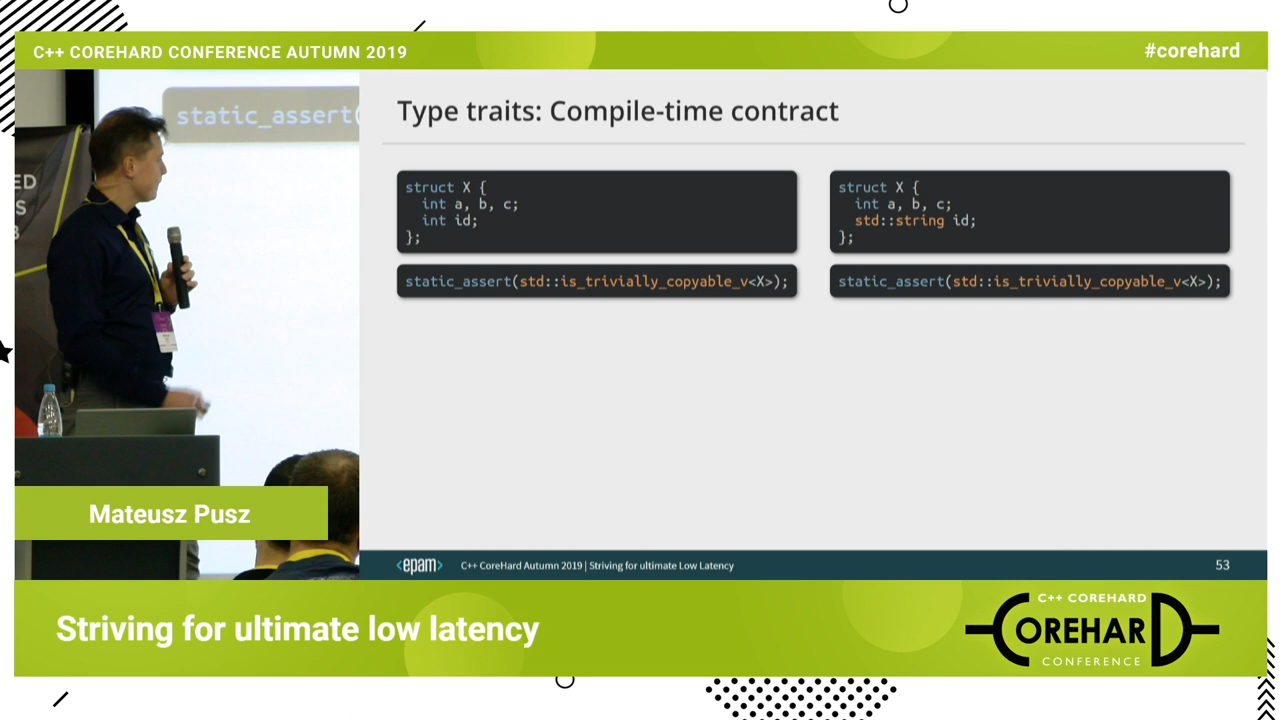 C++ COREHARD CONFERENCE AUTUMN 2019
#corehard
static_assert(
ED
S
3
Type traits: Compile-time contract
struct X {
  int a, b, c;
  int id;
};
static_assert(std::is_trivially_copyable_v<X>);
struct X {
  int a, b, c;
  std::string id;
};
static_assert(std::is_trivially_copyable_v<X>);
Mateusz Pusz
<epam>
C++ CoreHard Autumn 2019 | Striving for ultimate Low Latency
53
Striving for ultimate low latency
C++ COREHARD
COREHARD
CONFERENCE